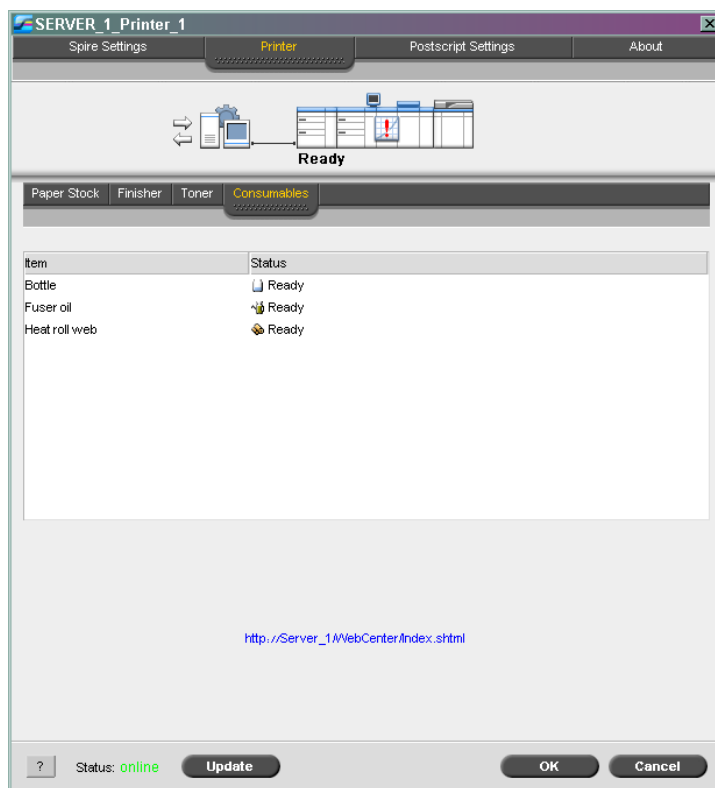 SERVER_1_Printer_1
Spire Settings Printer Postscript Settings About
Ready
Paper Stock Finisher Toner Consumables
Item Status
Bottle Ready
Fuser oil Ready
Heat roll web Ready
http://Server_1/WebCenter/Index.shtml
? Status: online Update OK Cancel